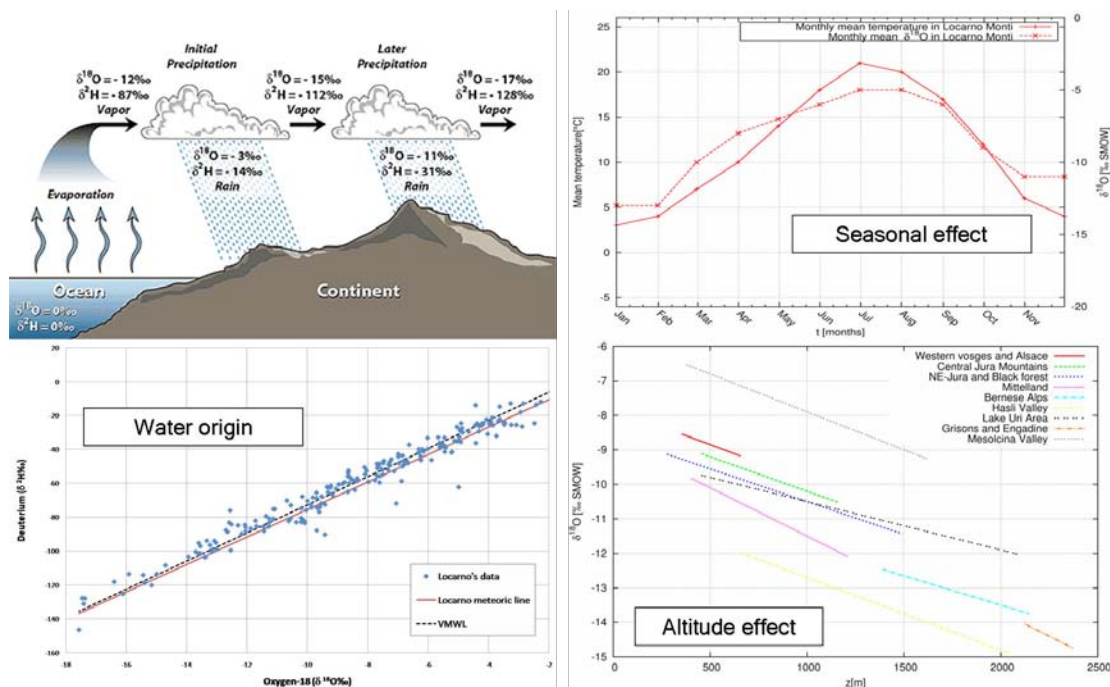 Initial
Precipitation
Later
Precipitation
δ¹⁸O = - 12‰
δ²H = - 87‰
Vapor
δ¹⁸O = - 15‰
δ²H = - 112‰
Vapor
δ¹⁸O = - 17‰
δ²H = - 128‰
Vapor
δ¹⁸O = - 3‰
δ²H = - 14‰
Rain
δ¹⁸O = - 11‰
δ²H = - 31‰
Rain
Evaporation
Ocean
δ¹⁸O = 0‰
δ²H = 0‰
Continent
Monthly mean temperature in Locarno Monti
Monthly mean δ¹⁸O in Locarno Monti
Mean temperature[°C]
25
20
15
10
5
0
-5
0
-5
-10
-15
-20
δ¹⁸O [‰ SMOW]
Seasonal effect
Jan
Feb
Mar
Apr
May
Jun
Jul
Aug
Sep
Oct
Nov
t [months]
Water origin
Deuterium (δ ²H‰)
20
0
-20
-40
-60
-80
-100
-120
-140
-160
-18
-16
-14
-12
-10
-8
-6
-4
-2
Oxygen-18 (δ ¹⁸O‰)
Locarno's data
Locarno meteoric line
VMWL
Western vosges and Alsace
Central Jura Mountains
NE-Jura and Black forest
Mittelland
Bernese Alps
Hasli Valley
Lake Uri Area
Grisons and Engadine
Mesolcina Valley
δ¹⁸O [‰ SMOW]
-6
-7
-8
-9
-10
-11
-12
-13
-14
-15
Altitude effect
0
500
1000
1500
2000
2500
z[m]